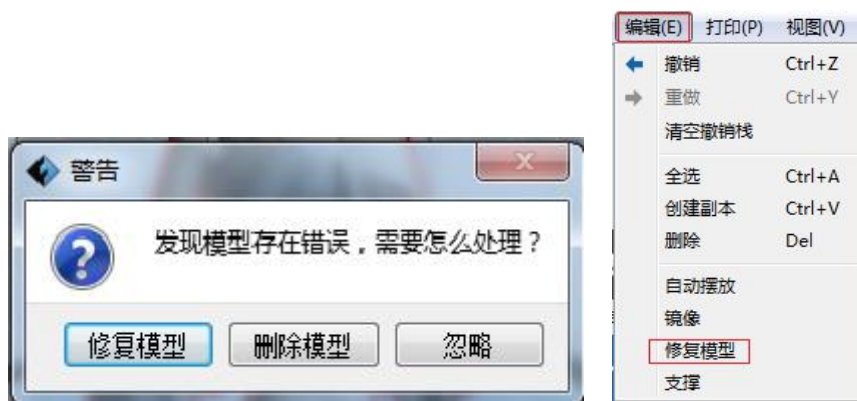 警告
发现模型存在错误，需要怎么处理？
修复模型 删除模型 忽略
编辑(E) 打印(P) 视图(V)
撤销 Ctrl+Z
重做 Ctrl+Y
清空撤销栈
全选 Ctrl+A
创建副本 Ctrl+V
删除 Del
自动摆放
镜像
修复模型
支撑